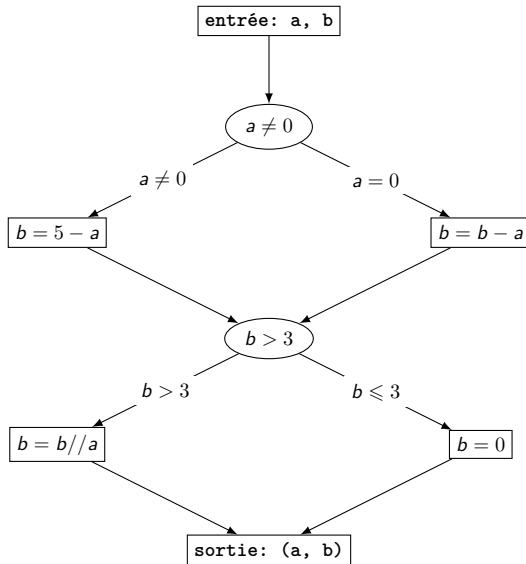 entrée: a, b
a ≠ 0
a ≠ 0
a = 0
b = 5 − a
b = b − a
b > 3
b > 3
b ⩽ 3
b = b//a
b = 0
sortie: (a, b)